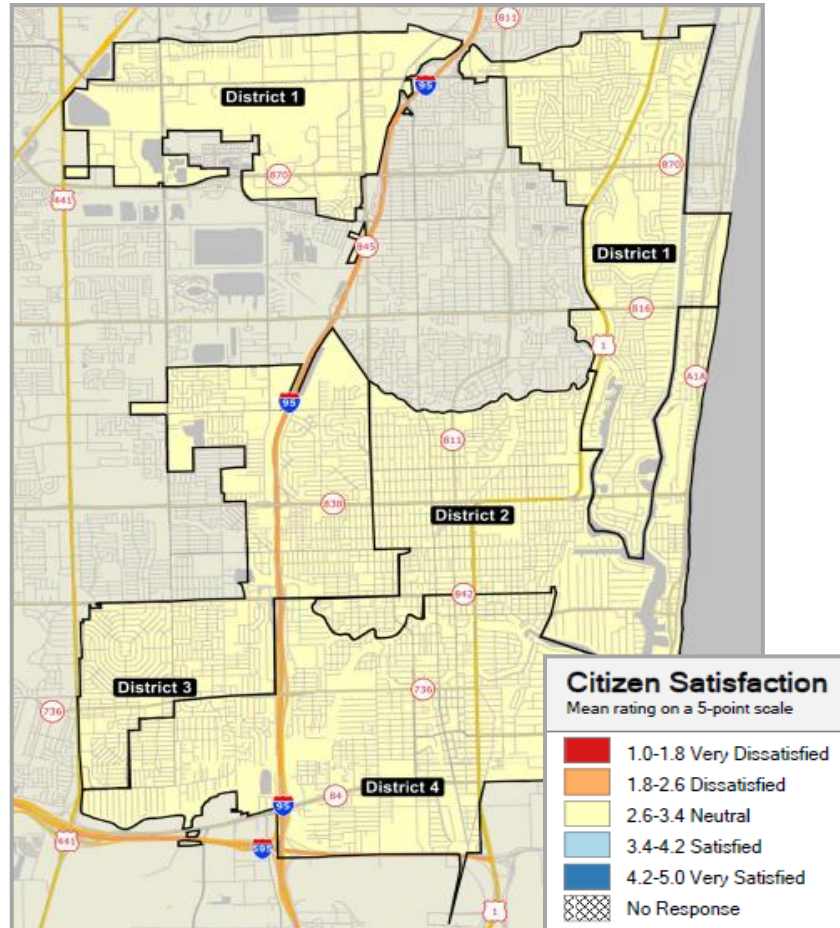 811
95
District 1
870
870
441
845
District 1
816
1
A1A
95
811
838
District 2
842
District 3
736
736
84
District 4
95
441
595
1
Citizen Satisfaction
Mean rating on a 5-point scale
1.0-1.8 Very Dissatisfied
1.8-2.6 Dissatisfied
2.6-3.4 Neutral
3.4-4.2 Satisfied
4.2-5.0 Very Satisfied
No Response